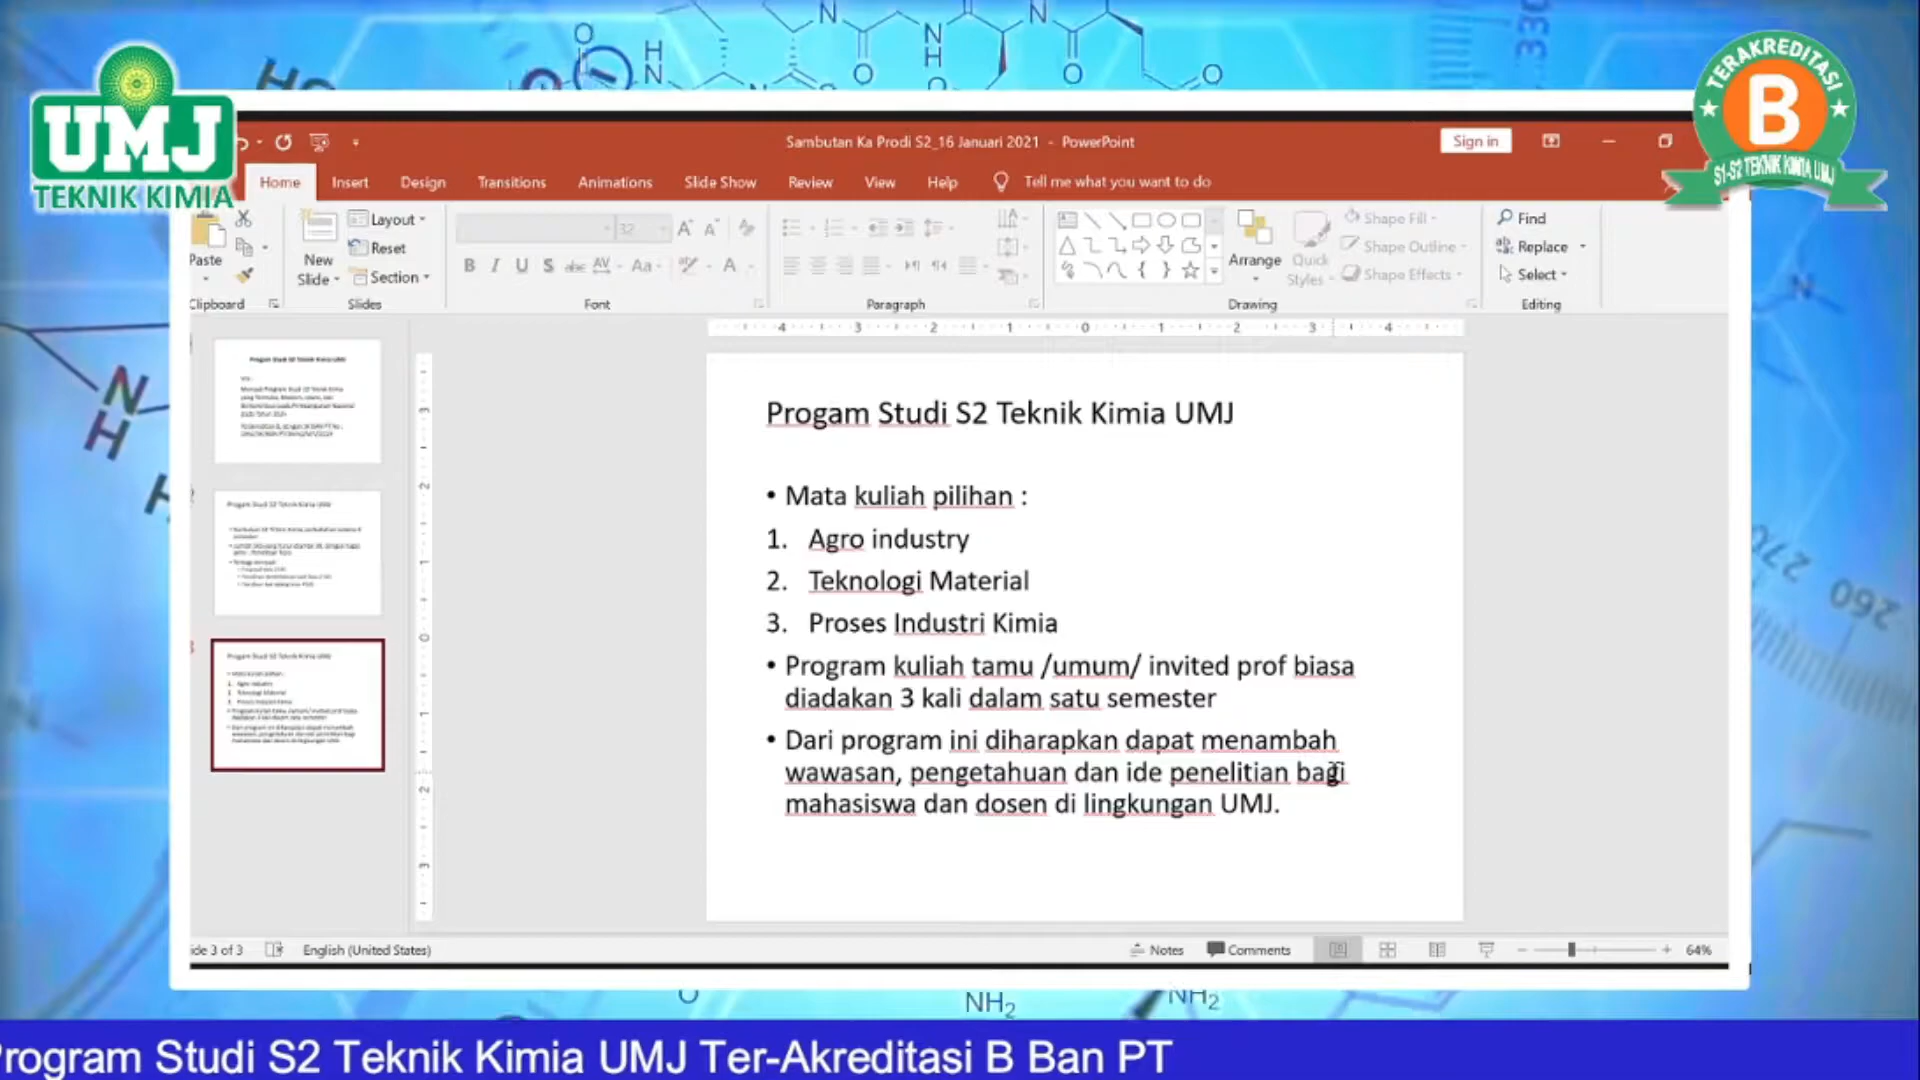 UMJ
TEKNIK KIMIA
TERAKREDITASI
B
S1-S2 TEKNIK KIMIA UMJ
Sambutan Ka Prodi S2_16 Januari 2021 - PowerPoint
Sign in
Home Insert Design Transitions Animations Slide Show Review View Help Tell me what you want to do
Paste
Clipboard
New
Slide
Layout
Reset
Section
Slides
32
Font
Paragraph
Arrange
Quick
Styles
Shape Fill
Shape Outline
Shape Effects
Drawing
Find
Replace
Select
Editing
Progam Studi S2 Teknik Kimia UMJ
• Mata kuliah pilihan :
1. Agro industry
2. Teknologi Material
3. Proses Industri Kimia
• Program kuliah tamu /umum/ invited prof biasa
diadakan 3 kali dalam satu semester
• Dari program ini diharapkan dapat menambah
wawasan, pengetahuan dan ide penelitian bagi
mahasiswa dan dosen di lingkungan UMJ.
ide 3 of 3
English (United States)
Notes
Comments
64%
rogram Studi S2 Teknik Kimia UMJ Ter-Akreditasi B Ban PT